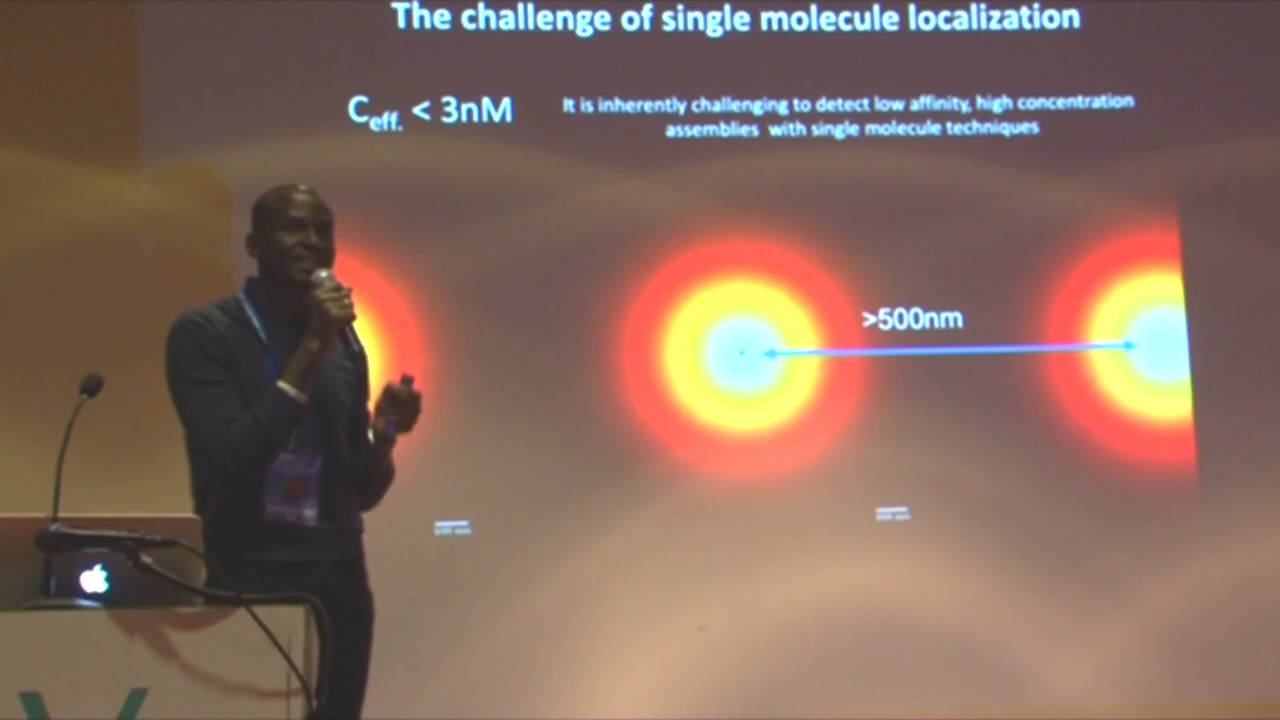 The challenge of single molecule localization
C_eff. < 3nM
It is inherently challenging to detect low affinity, high concentration
assemblies with single molecule techniques
>500nm